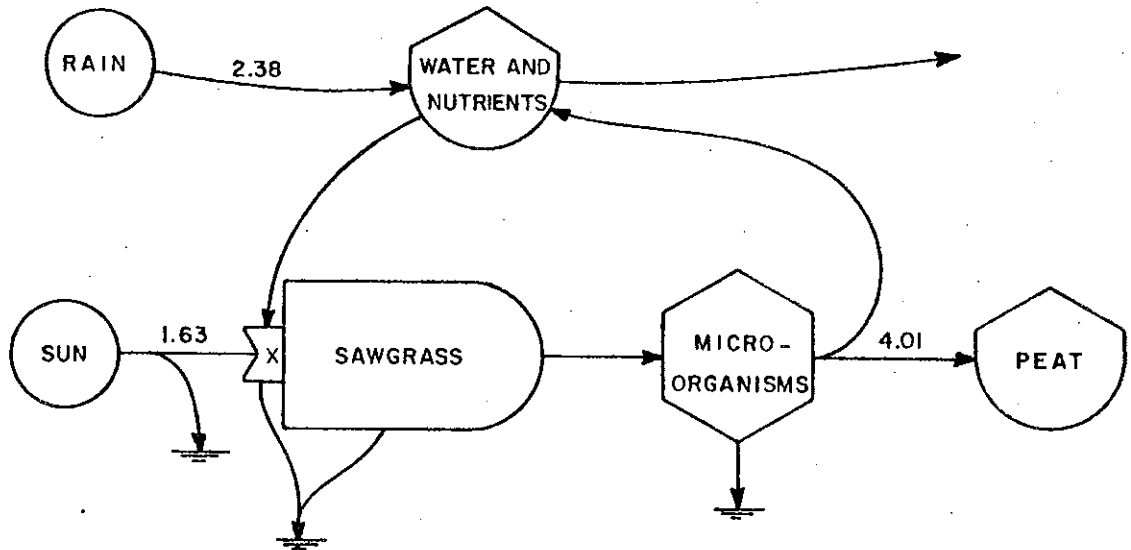 RAIN
2.38
WATER AND
NUTRIENTS
SUN
1.63
X
SAWGRASS
MICRO-
ORGANISMS
4.01
PEAT